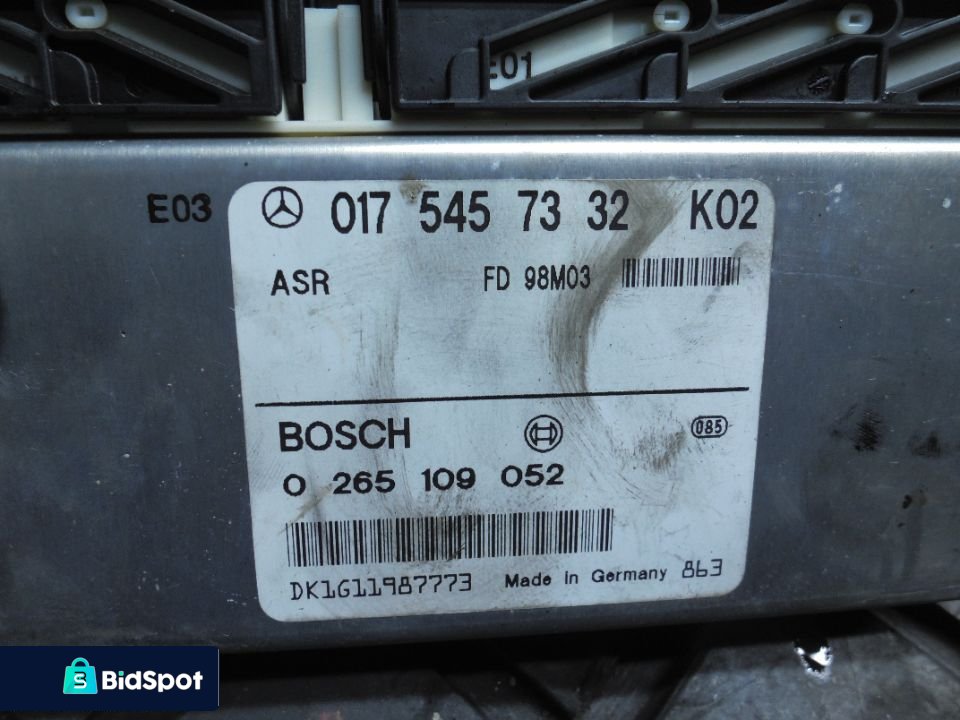 E01
E03
017 545 73 32 K02
ASR FD 98M03
BOSCH
085
0 265 109 052
DK1G11987773 Made in Germany 863
BidSpot